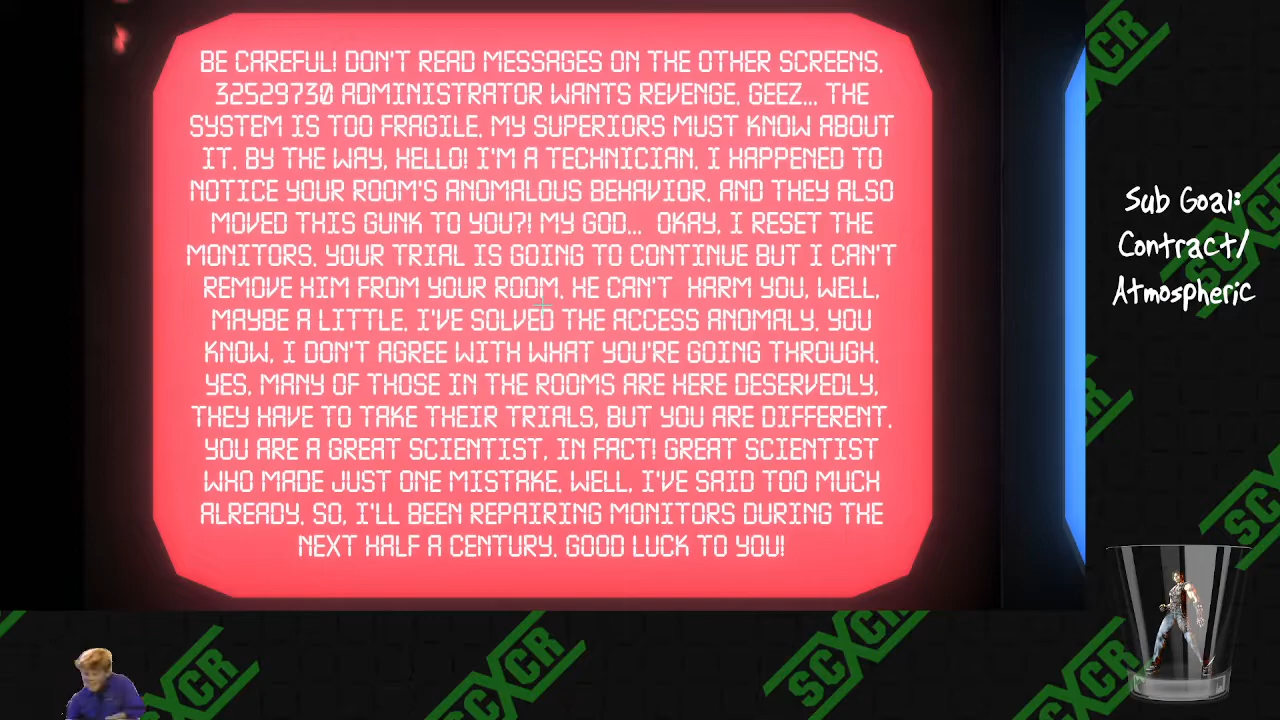 BE CAREFUL! DON'T READ MESSAGES ON THE OTHER SCREENS.
32529730 ADMINISTRATOR WANTS REVENGE. GEEZ... THE
SYSTEM IS TOO FRAGILE. MY SUPERIORS MUST KNOW ABOUT
IT. BY THE WAY, HELLO! I'M A TECHNICIAN. I HAPPENED TO
NOTICE YOUR ROOM'S ANOMALOUS BEHAVIOR. AND THEY ALSO
MOVED THIS GUNK TO YOU?! MY GOD... OKAY, I RESET THE
MONITORS. YOUR TRIAL IS GOING TO CONTINUE BUT I CAN'T
REMOVE HIM FROM YOUR ROOM. HE CAN'T HARM YOU. WELL,
MAYBE A LITTLE. I'VE SOLVED THE ACCESS ANOMALY. YOU
KNOW, I DON'T AGREE WITH WHAT YOU'RE GOING THROUGH.
YES, MANY OF THOSE IN THE ROOMS ARE HERE DESERVEDLY,
THEY HAVE TO TAKE THEIR TRIALS, BUT YOU ARE DIFFERENT.
YOU ARE A GREAT SCIENTIST, IN FACT! GREAT SCIENTIST
WHO MADE JUST ONE MISTAKE. WELL, I'VE SAID TOO MUCH
ALREADY. SO, I'LL BEEN REPAIRING MONITORS DURING THE
NEXT HALF A CENTURY. GOOD LUCK TO YOU!
Sub Goal:
Contract/
Atmospheric
SCXCR
SCXCR
SCXCR
SCXCR
SCXCR
SCXCR